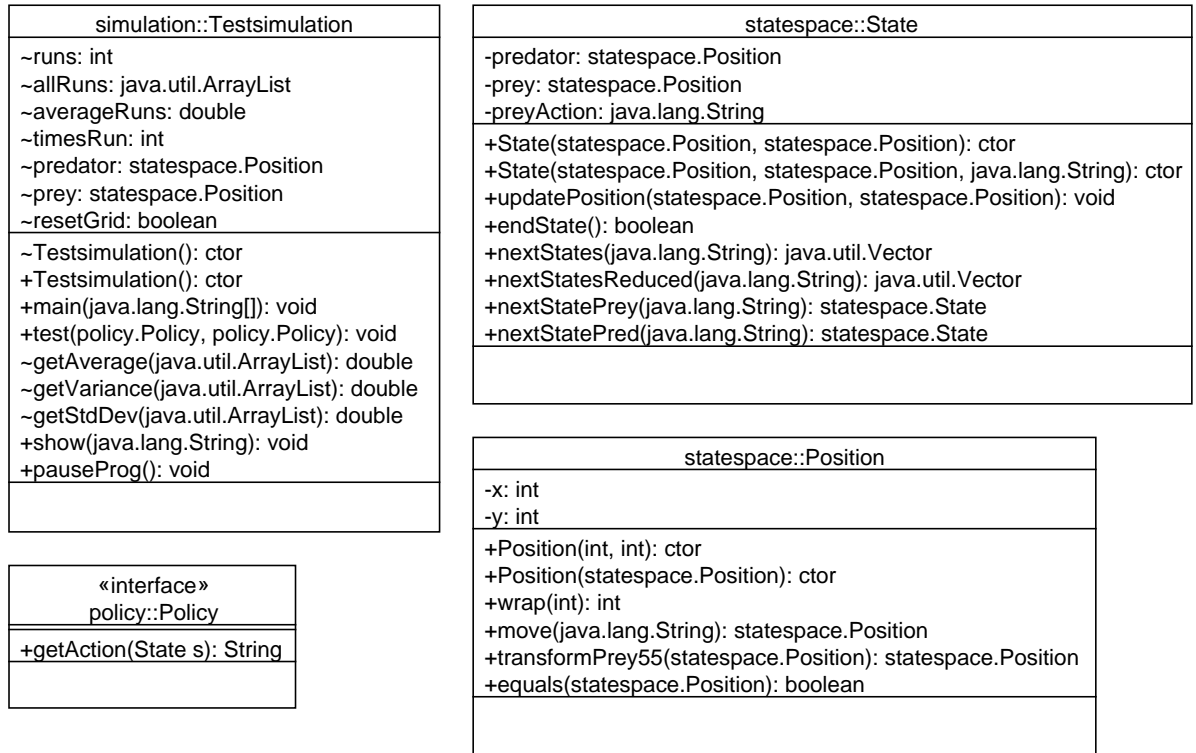 simulation::Testsimulation
~runs: int
~allRuns: java.util.ArrayList
~averageRuns: double
~timesRun: int
~predator: statespace.Position
~prey: statespace.Position
~resetGrid: boolean
~Testsimulation(): ctor
+Testsimulation(): ctor
+main(java.lang.String[]): void
+test(policy.Policy, policy.Policy): void
~getAverage(java.util.ArrayList): double
~getVariance(java.util.ArrayList): double
~getStdDev(java.util.ArrayList): double
+show(java.lang.String): void
+pauseProg(): void
«interface»
policy::Policy
+getAction(State s): String
statespace::State
-predator: statespace.Position
-prey: statespace.Position
-preyAction: java.lang.String
+State(statespace.Position, statespace.Position): ctor
+State(statespace.Position, statespace.Position, java.lang.String): ctor
+updatePosition(statespace.Position, statespace.Position): void
+endState(): boolean
+nextStates(java.lang.String): java.util.Vector
+nextStatesReduced(java.lang.String): java.util.Vector
+nextStatePrey(java.lang.String): statespace.State
+nextStatePred(java.lang.String): statespace.State
statespace::Position
-x: int
-y: int
+Position(int, int): ctor
+Position(statespace.Position): ctor
+wrap(int): int
+move(java.lang.String): statespace.Position
+transformPrey55(statespace.Position): statespace.Position
+equals(statespace.Position): boolean